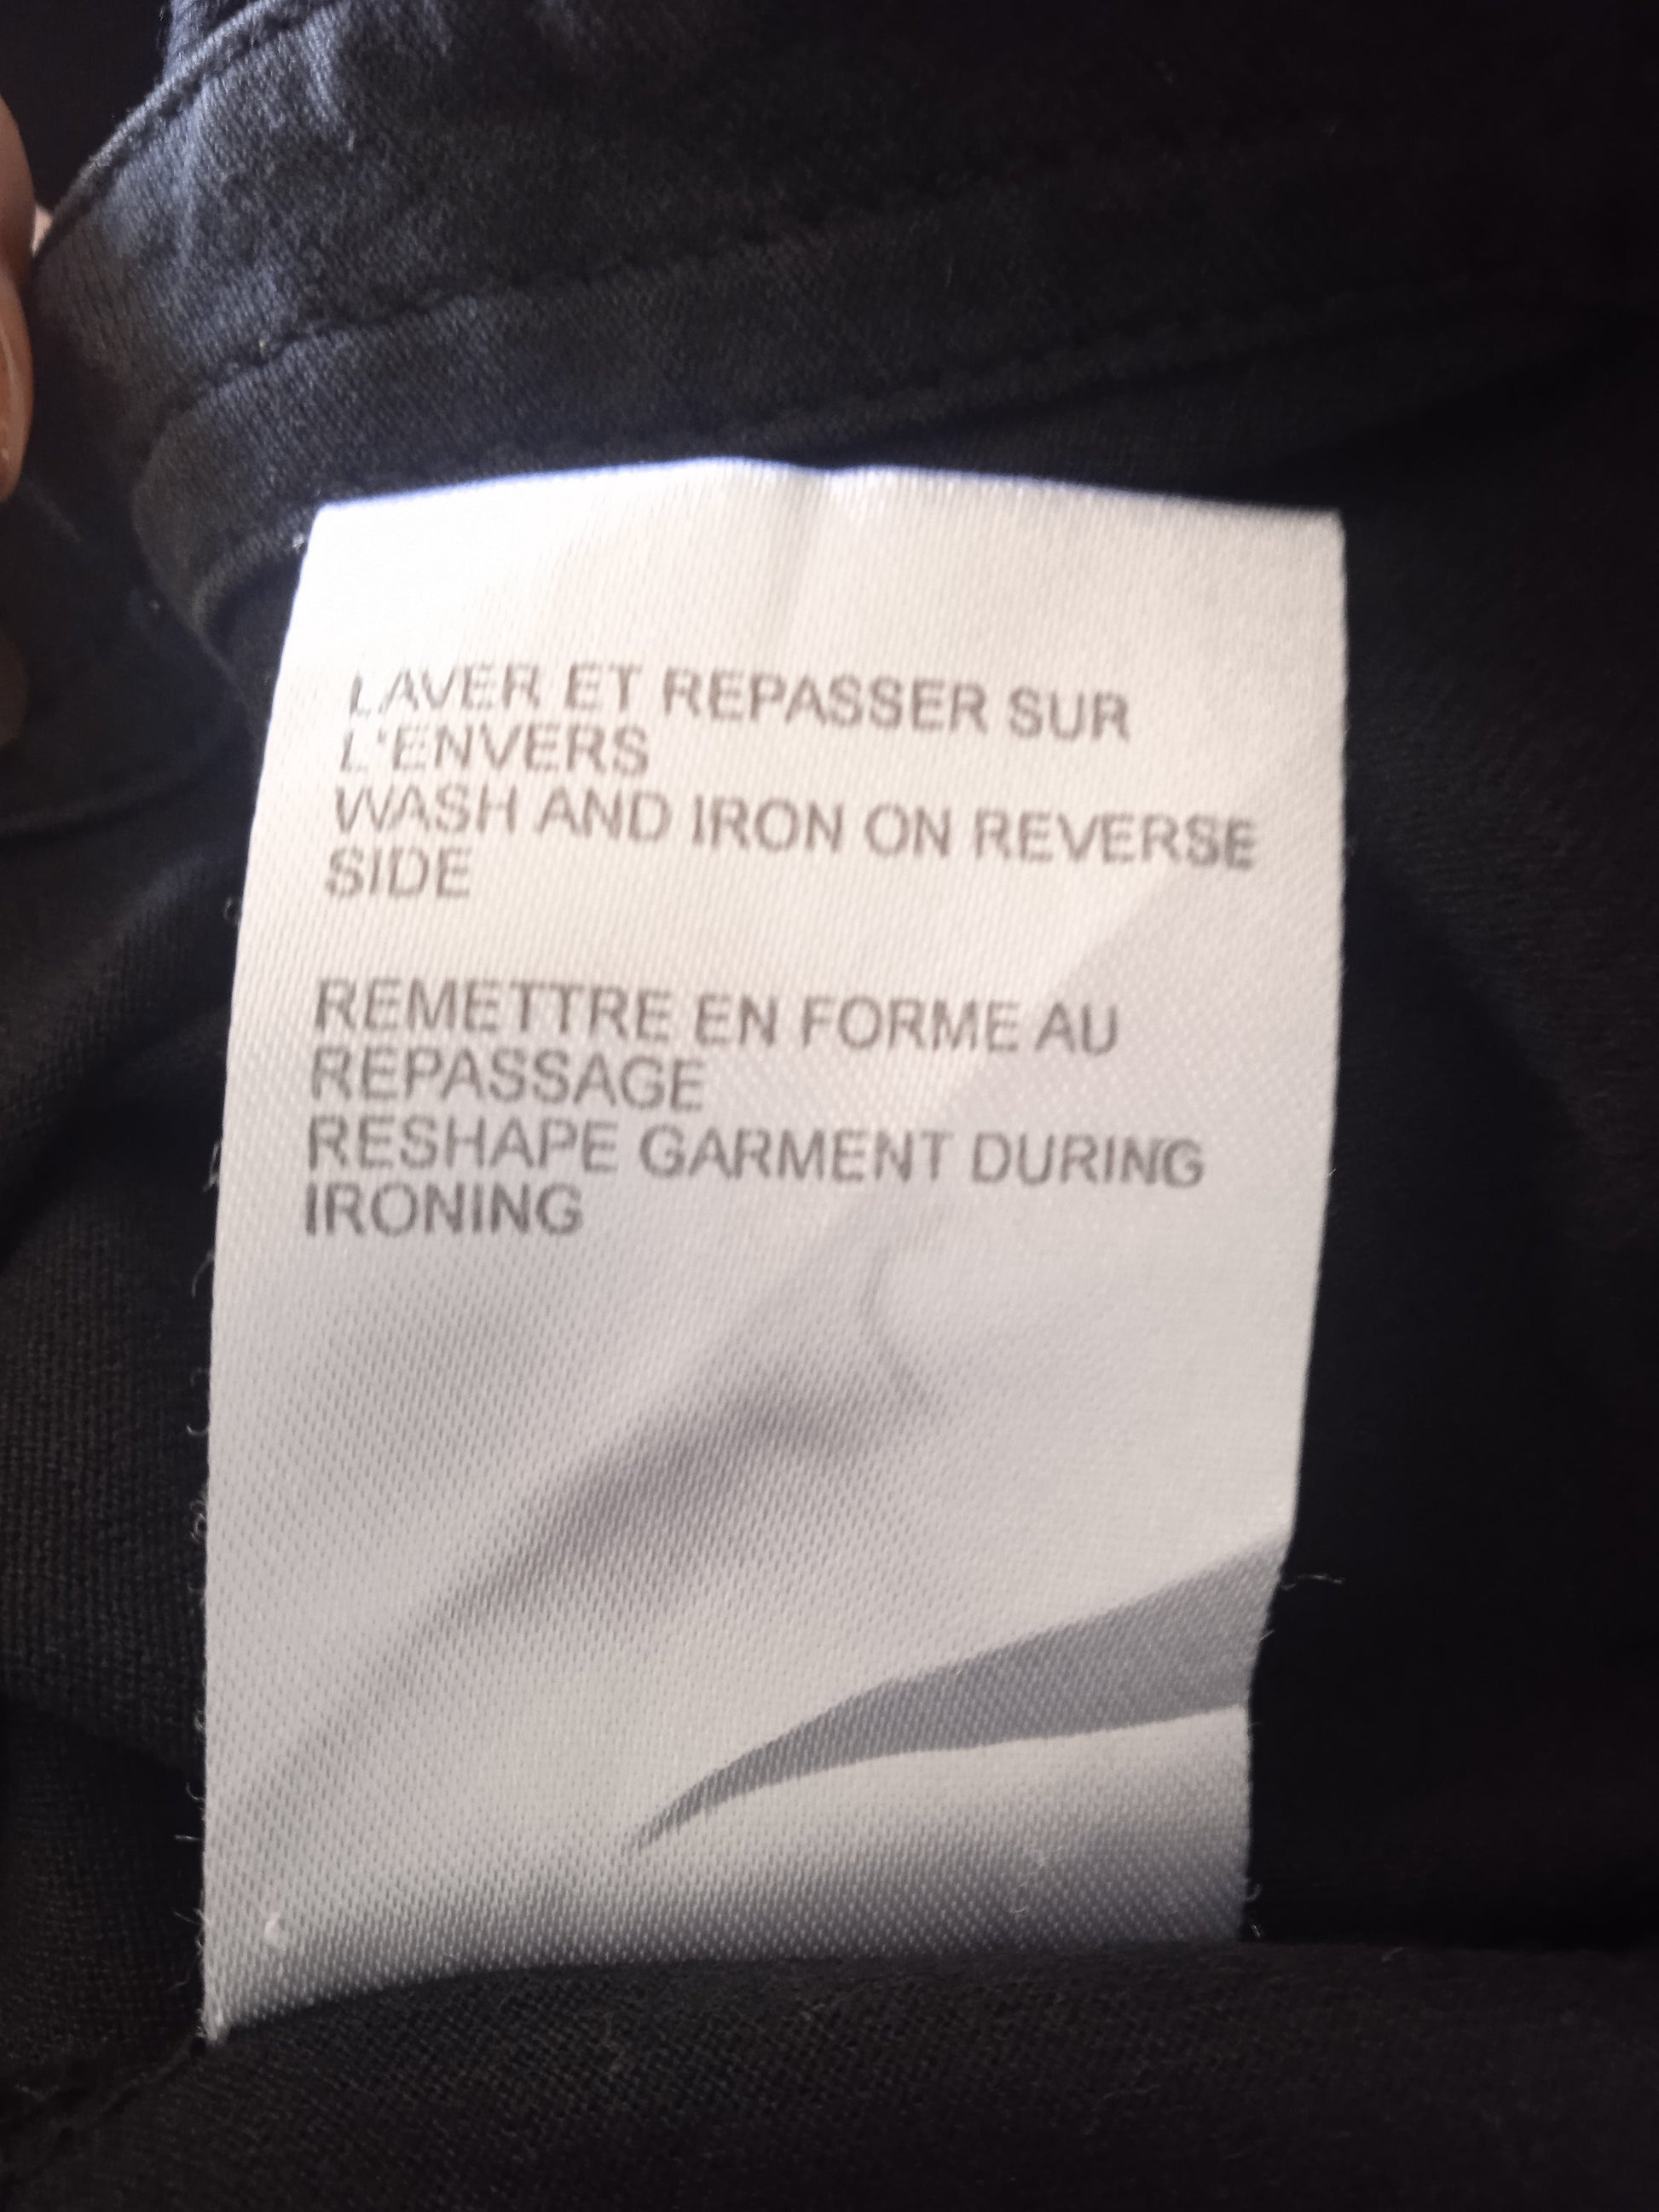 LAVER ET REPASSER SUR
L'ENVERS
WASH AND IRON ON REVERSE
SIDE
REMETTRE EN FORME AU
REPASSAGE
RESHAPE GARMENT DURING
IRONING